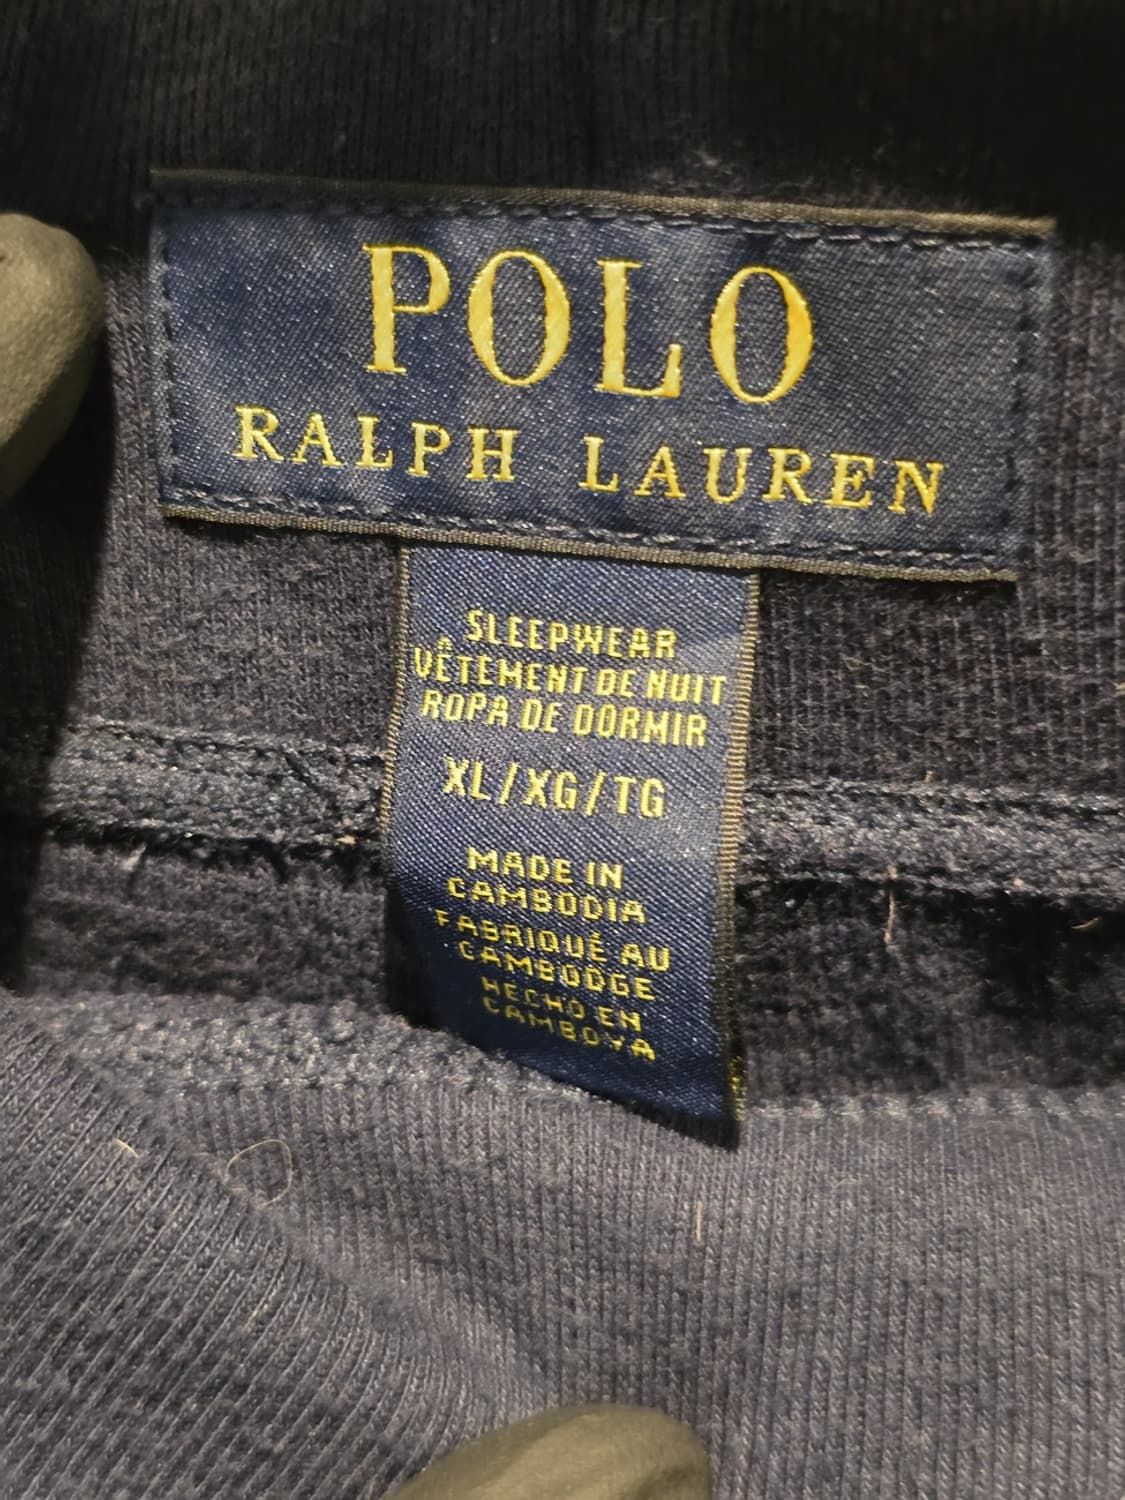 POLO
RALPH LAUREN
SLEEPWEAR
VÊTEMENT DE NUIT
ROPA DE DORMIR
XL/XG/TG
MADE IN
CAMBODIA
FABRIQUÉ AU
CAMBODGE
HECHO EN
CAMBOYA